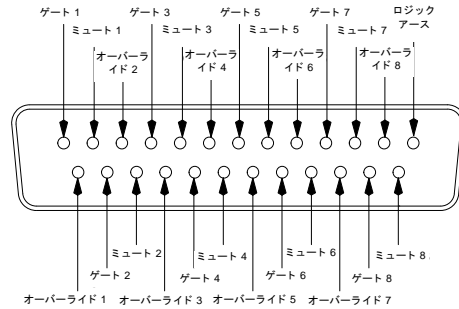 ゲート 1
ゲート 3
ゲート 5
ゲート 7
ロジック
アース
ミュート 1
ミュート 3
ミュート 5
ミュート 7
オーバーラ
イド 2
オーバーラ
イド 4
オーバーラ
イド 6
オーバーラ
イド 8
ミュート 2
ミュート 4
ミュート 6
ミュート 8
ゲート 2
ゲート 4
ゲート 6
ゲート 8
オーバーライド 1
オーバーライド 3
オーバーライド 5
オーバーライド 7